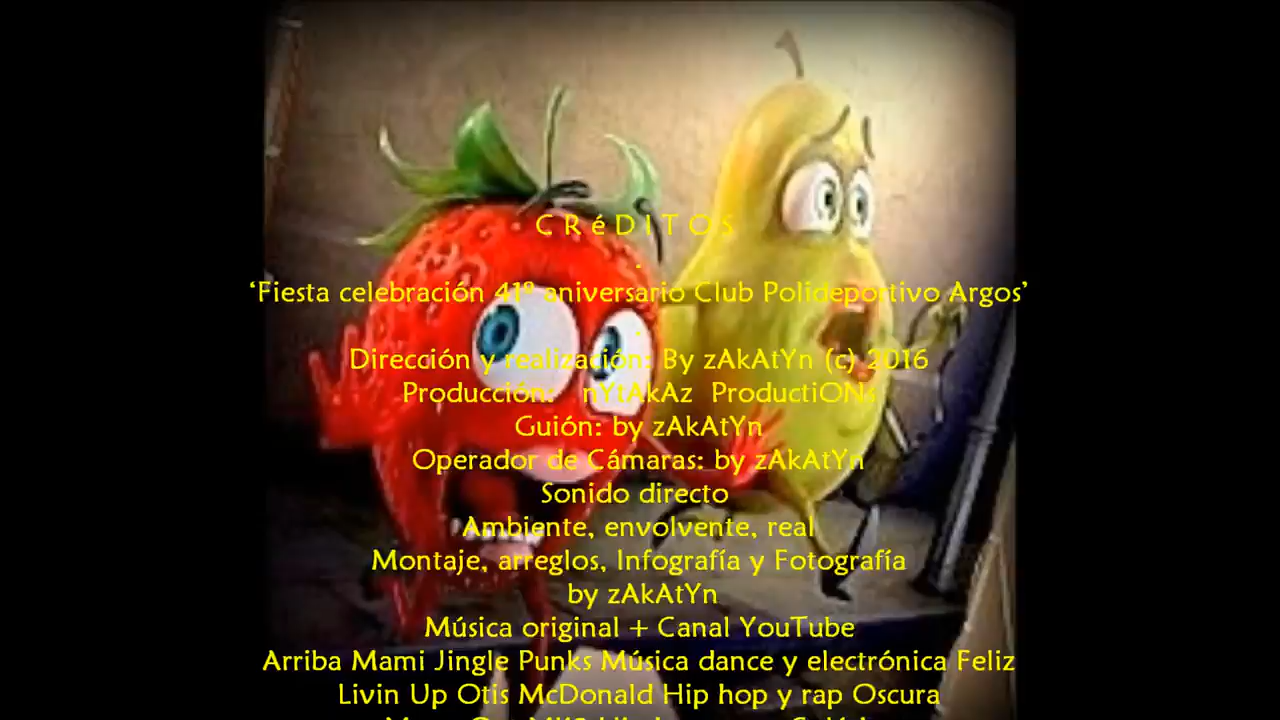 C R é D I T O S
.
‘Fiesta celebración 41º aniversario Club Polideportivo Argos’
.
Dirección y realización: By zAkAtYn (c) 2016
Producción: nYtAkAz ProductiONs
Guión: by zAkAtYn
Operador de Cámaras: by zAkAtYn
Sonido directo
Ambiente, envolvente, real
Montaje, arreglos, Infografía y Fotografía
by zAkAtYn
Música original + Canal YouTube
Arriba Mami Jingle Punks Música dance y electrónica Feliz
Livin Up Otis McDonald Hip hop y rap Oscura